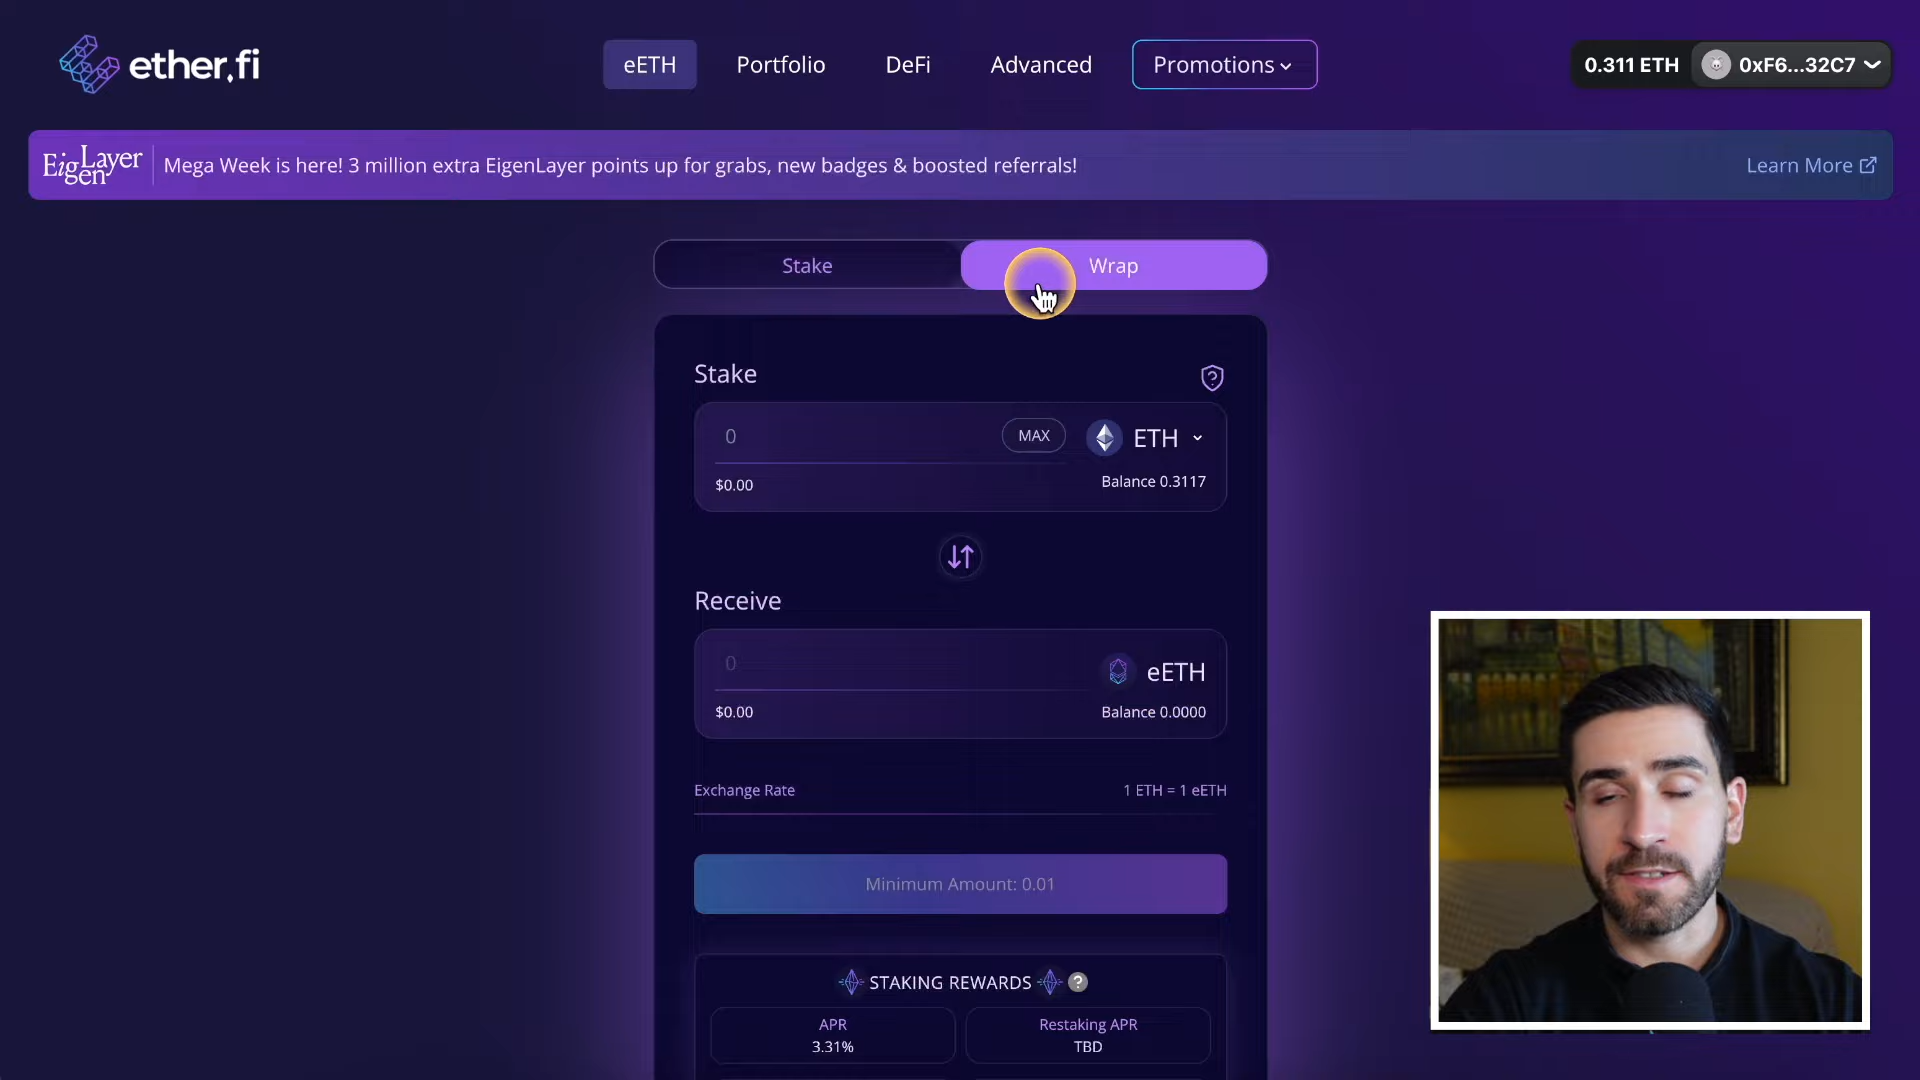 ether.fi
eETH
Portfolio
DeFi
Advanced
Promotions
0.311 ETH
0xF6...32C7
EigenLayer
Mega Week is here! 3 million extra EigenLayer points up for grabs, new badges & boosted referrals!
Learn More
Stake
Wrap
Stake
0
MAX
ETH
$0.00
Balance 0.3117
Receive
0
eETH
$0.00
Balance 0.0000
Exchange Rate
1 ETH = 1 eETH
Minimum Amount: 0.01
STAKING REWARDS ?
APR
3.31%
Restaking APR
TBD